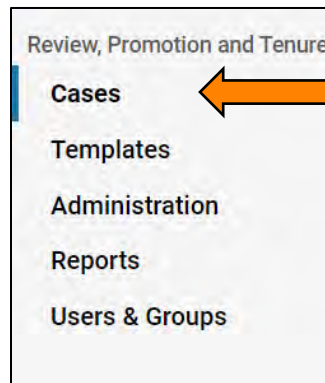 Review, Promotion and Tenure
Cases
Templates
Administration
Reports
Users & Groups